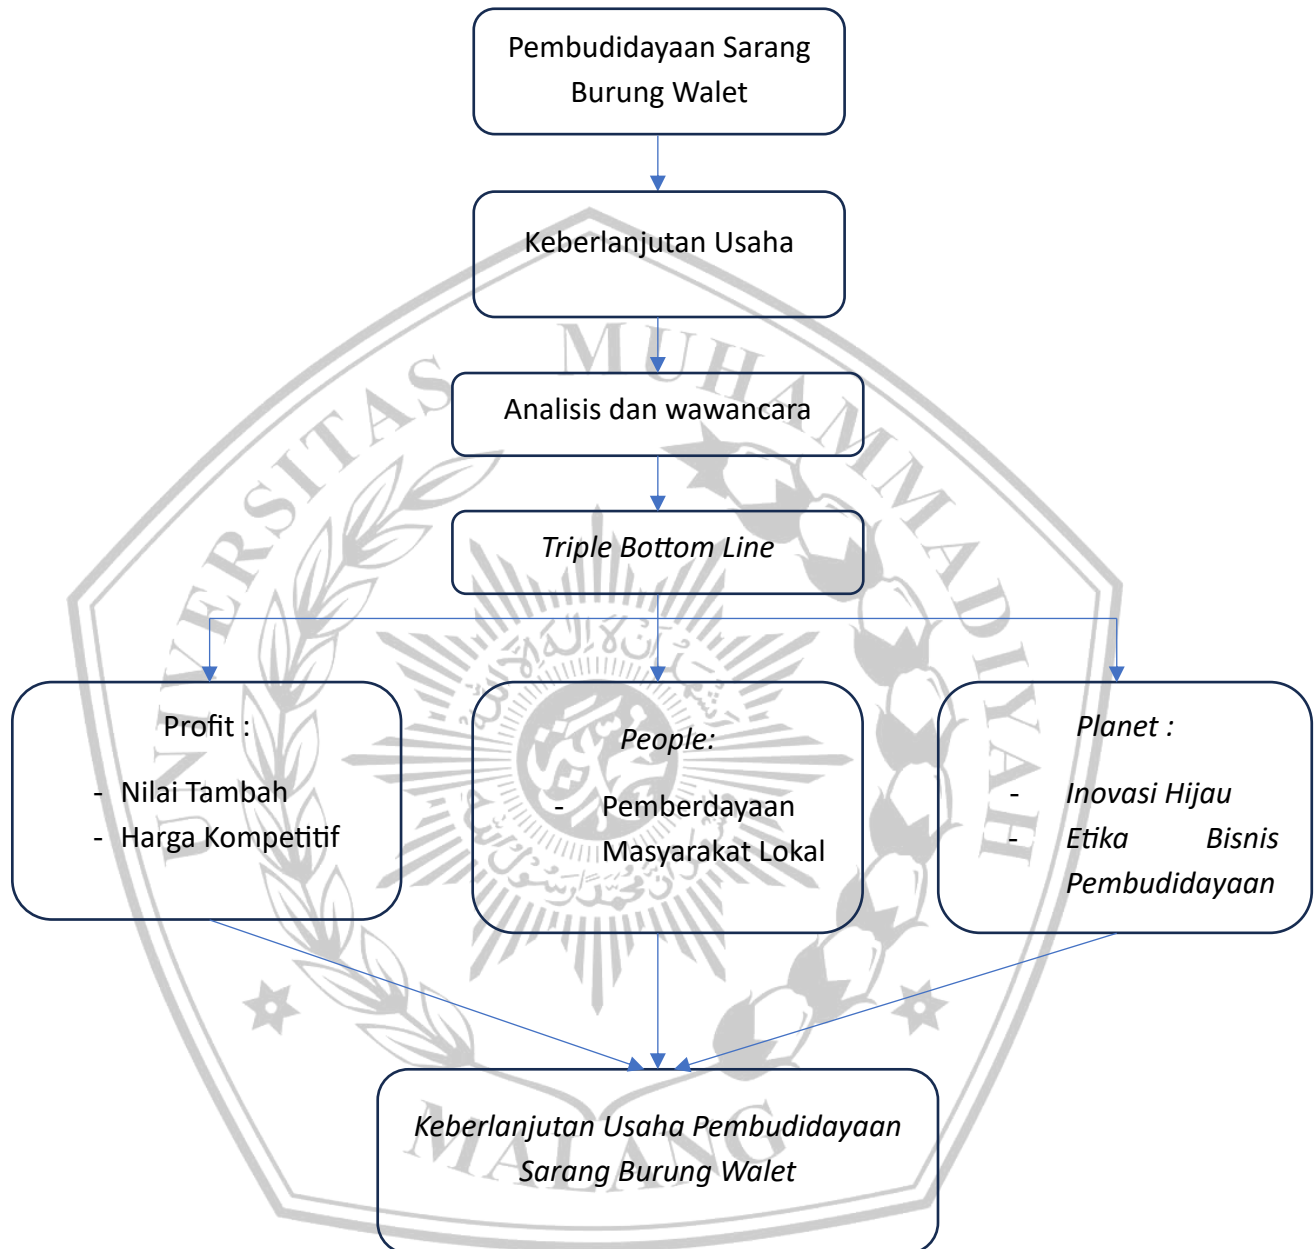 Pembudidayaan Sarang
Burung Walet
Keberlanjutan Usaha
UNIVERSITAS MUHAMMADIYAH
Analisis dan wawancara
Triple Bottom Line
Profit :
- Nilai Tambah
- Harga Kompetitif
People:
- Pemberdayaan
Masyarakat Lokal
Planet :
- Inovasi Hijau
- Etika Bisnis
Pembudidayaan
Keberlanjutan Usaha Pembudidayaan
Sarang Burung Walet
MALANG